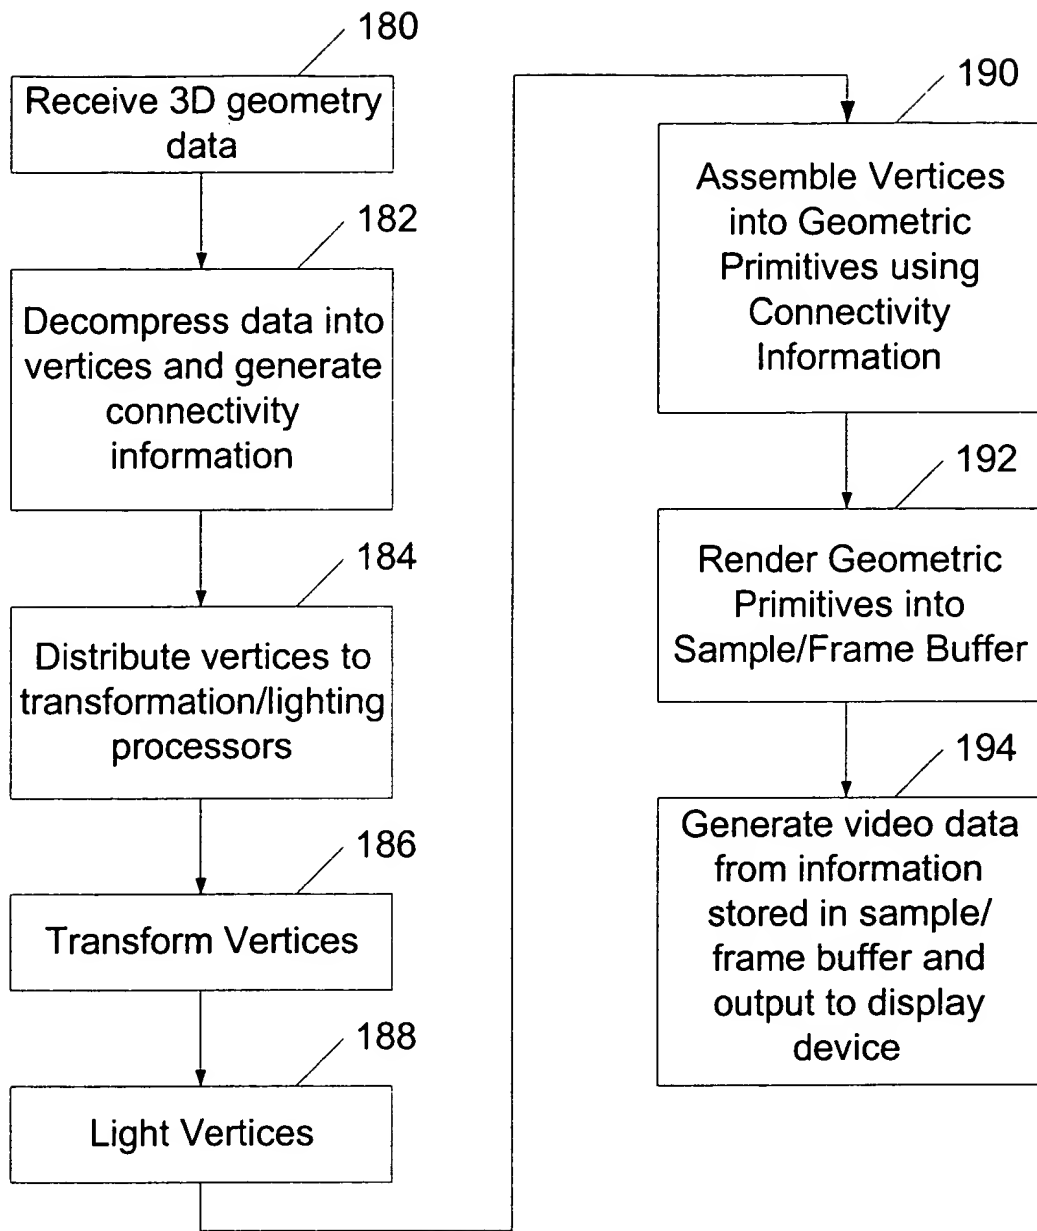 180
Receive 3D geometry
data
182
Decompress data into
vertices and generate
connectivity
information
184
Distribute vertices to
transformation/lighting
processors
186
Transform Vertices
188
Light Vertices
190
Assemble Vertices
into Geometric
Primitives using
Connectivity
Information
192
Render Geometric
Primitives into
Sample/Frame Buffer
194
Generate video data
from information
stored in sample/
frame buffer and
output to display
device